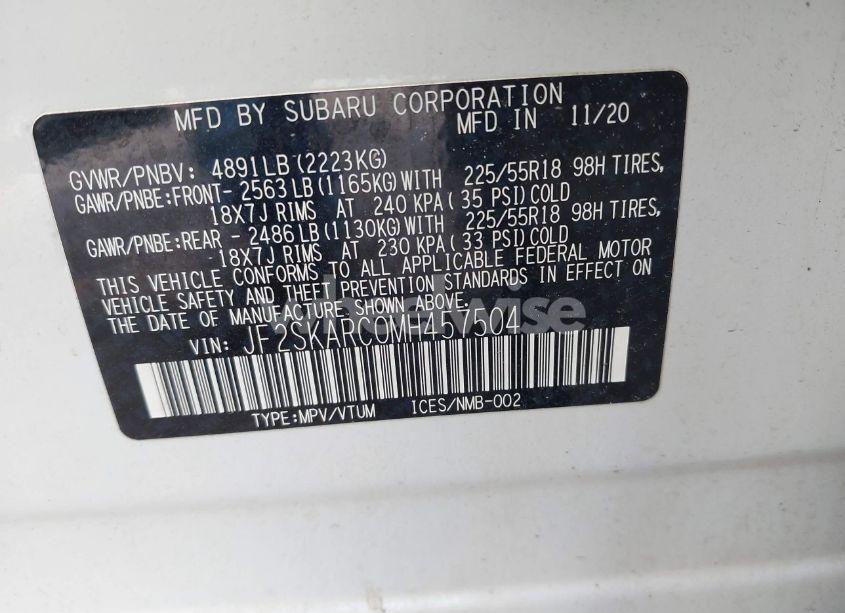 MFD BY SUBARU CORPORATION
MFD IN 11/20
GVWR/PNBV: 4891LB(2223KG)
GAWR/PNBE:FRONT- 2563LB(1165KG)WITH 225/55R18 98H TIRES,
18X7J RIMS AT 240 KPA( 35 PSI)COLD
GAWR/PNBE:REAR - 2486LB(1130KG)WITH 225/55R18 98H TIRES,
18X7J RIMS AT 230 KPA( 33 PSI)COLD
THIS VEHICLE CONFORMS TO ALL APPLICABLE FEDERAL MOTOR
VEHICLE SAFETY AND THEFT PREVENTION STANDARDS IN EFFECT ON
THE DATE OF MANUFACTURE SHOWN ABOVE.
VIN: JF2SKARC0MH457504
TYPE:MPV/VTUM ICES/NMB-002